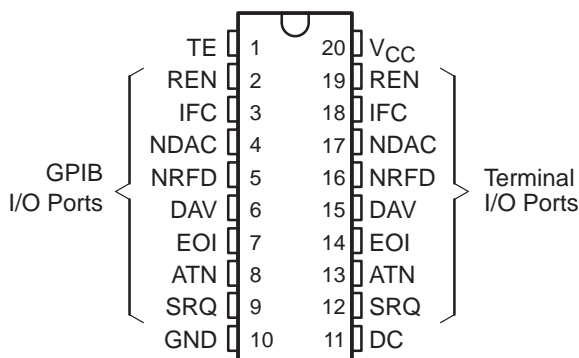 TE 1 20 VCC
REN 2 19 REN
IFC 3 18 IFC
NDAC 4 17 NDAC
GPIB
I/O Ports
NRFD 5 16 NRFD
Terminal
I/O Ports
DAV 6 15 DAV
EOI 7 14 EOI
ATN 8 13 ATN
SRQ 9 12 SRQ
GND 10 11 DC